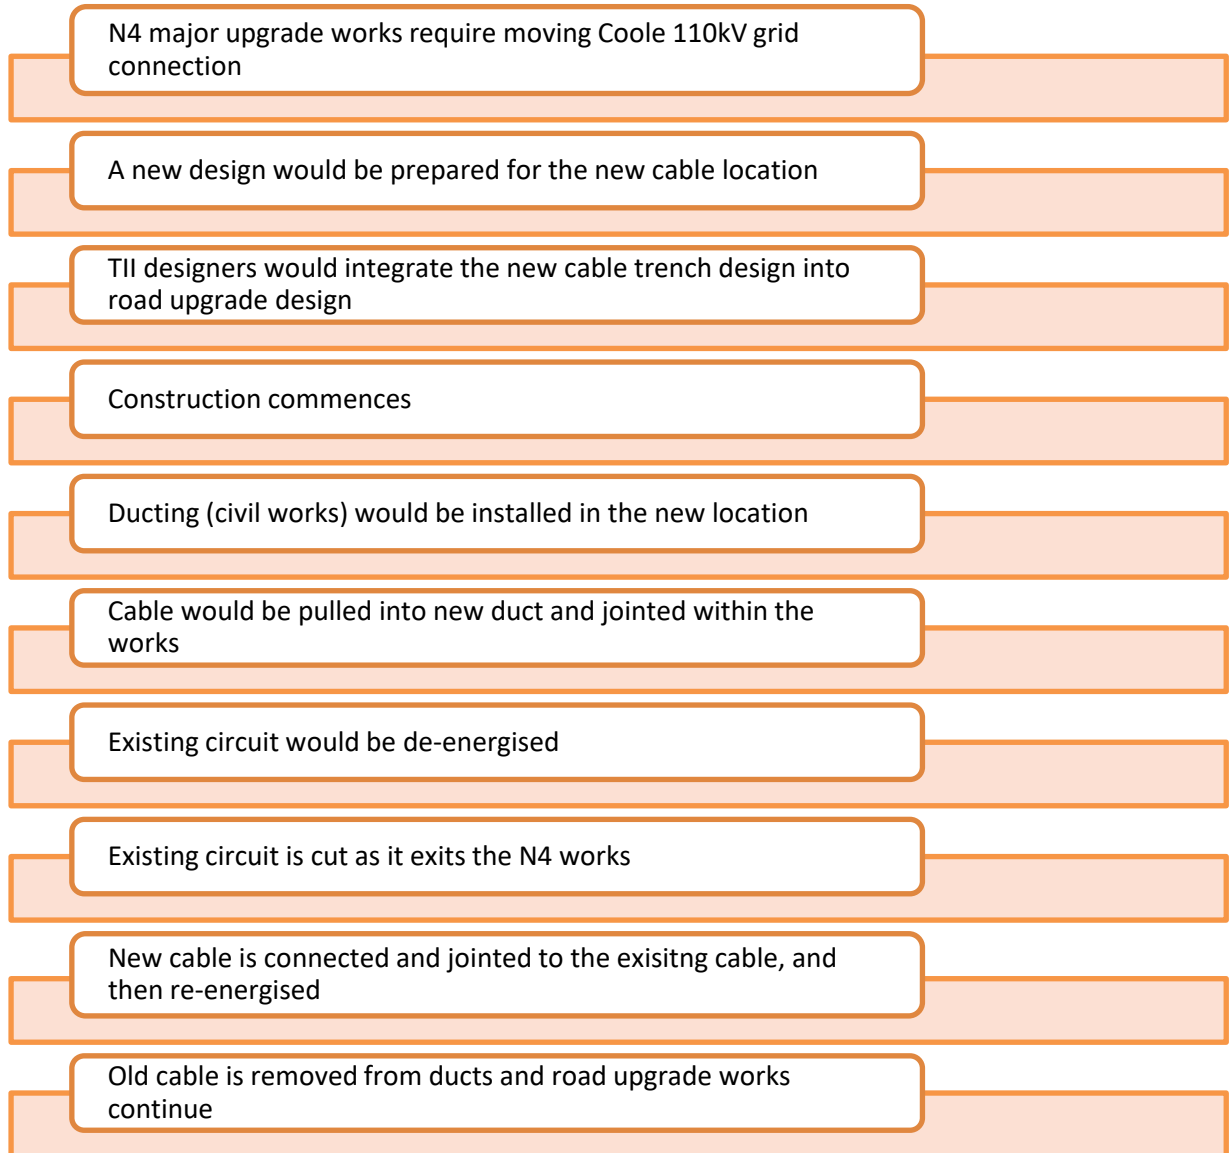 N4 major upgrade works require moving Coole 110kV grid
connection
A new design would be prepared for the new cable location
TII designers would integrate the new cable trench design into
road upgrade design
Construction commences
Ducting (civil works) would be installed in the new location
Cable would be pulled into new duct and jointed within the
works
Existing circuit would be de-energised
Existing circuit is cut as it exits the N4 works
New cable is connected and jointed to the exisitng cable, and
then re-energised
Old cable is removed from ducts and road upgrade works
continue